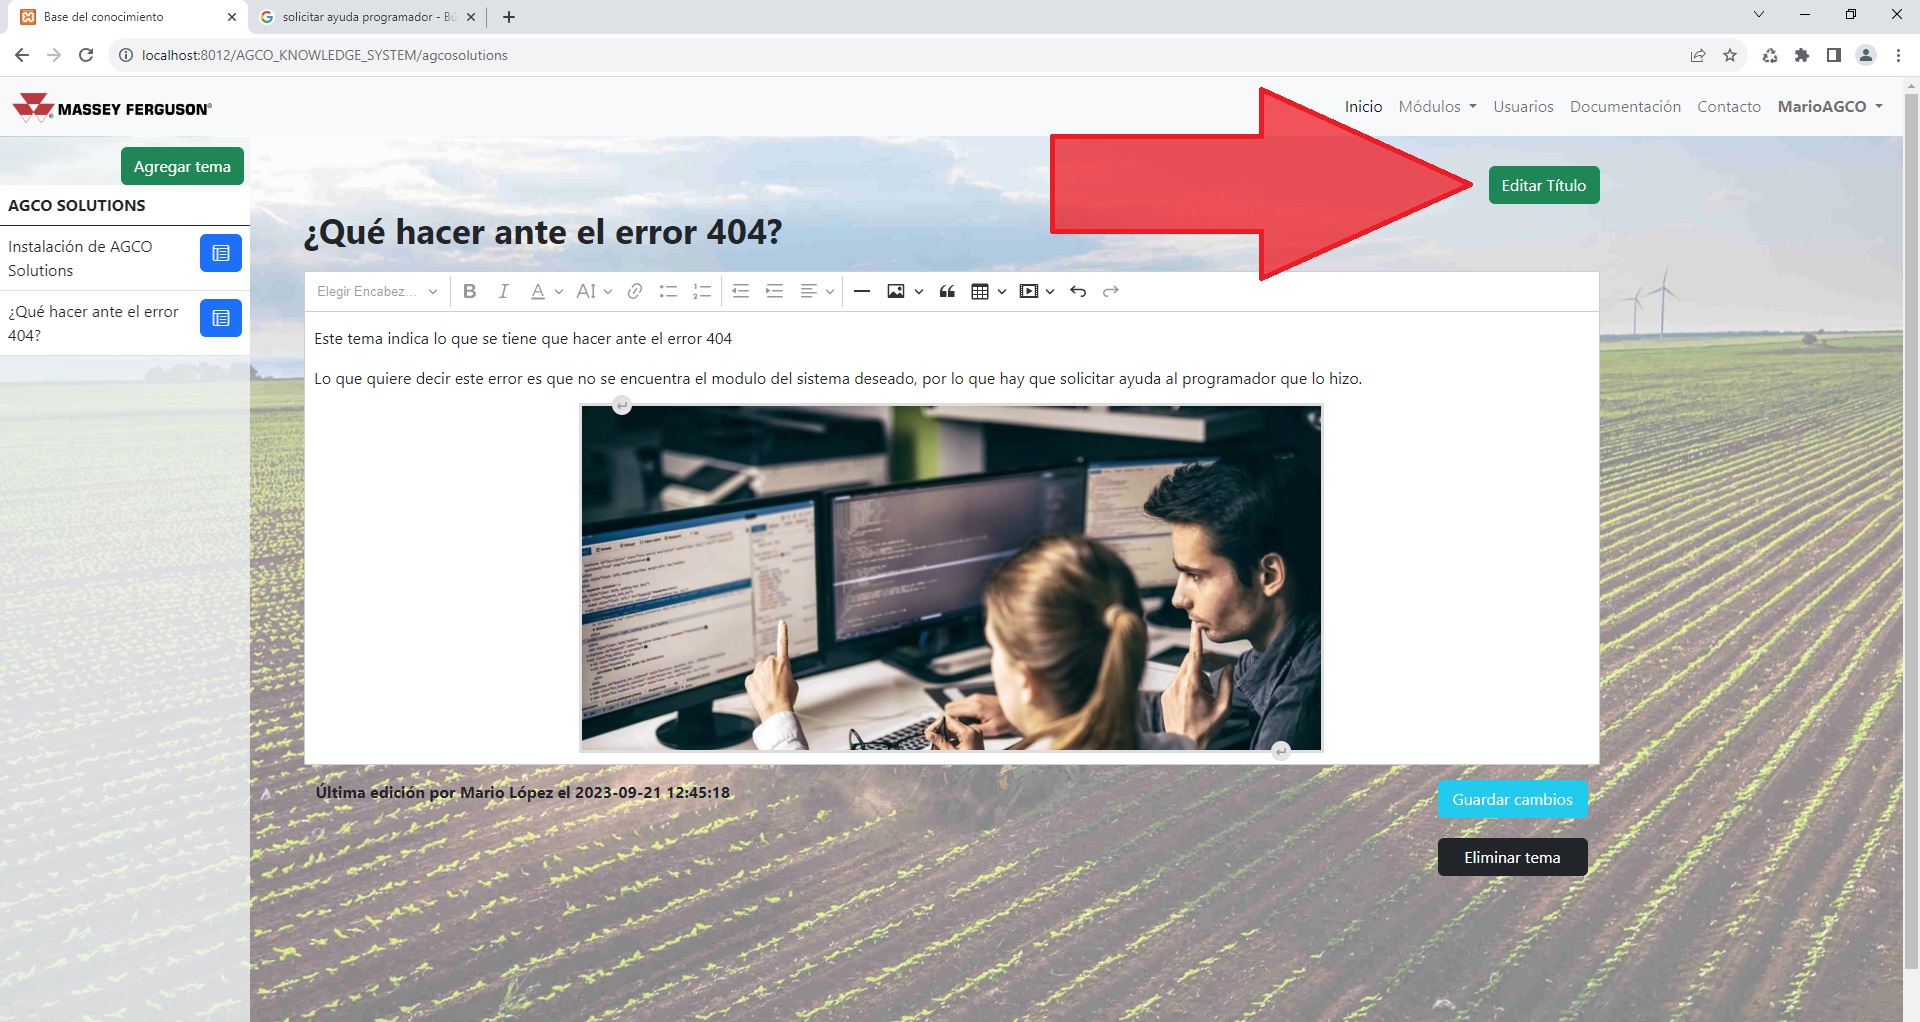 Base del conocimiento
solicitar ayuda programador - Bú
localhost:8012/AGCO_KNOWLEDGE_SYSTEM/agcosolutions
MASSEY FERGUSON®
Inicio Módulos Usuarios Documentación Contacto MarioAGCO
Agregar tema
Editar Título
AGCO SOLUTIONS
Instalación de AGCO
Solutions
¿Qué hacer ante el error
404?
¿Qué hacer ante el error 404?
Elegir Encabez...
Este tema indica lo que se tiene que hacer ante el error 404
Lo que quiere decir este error es que no se encuentra el modulo del sistema deseado, por lo que hay que solicitar ayuda al programador que lo hizo.
Última edición por Mario López el 2023-09-21 12:45:18
Guardar cambios
Eliminar tema